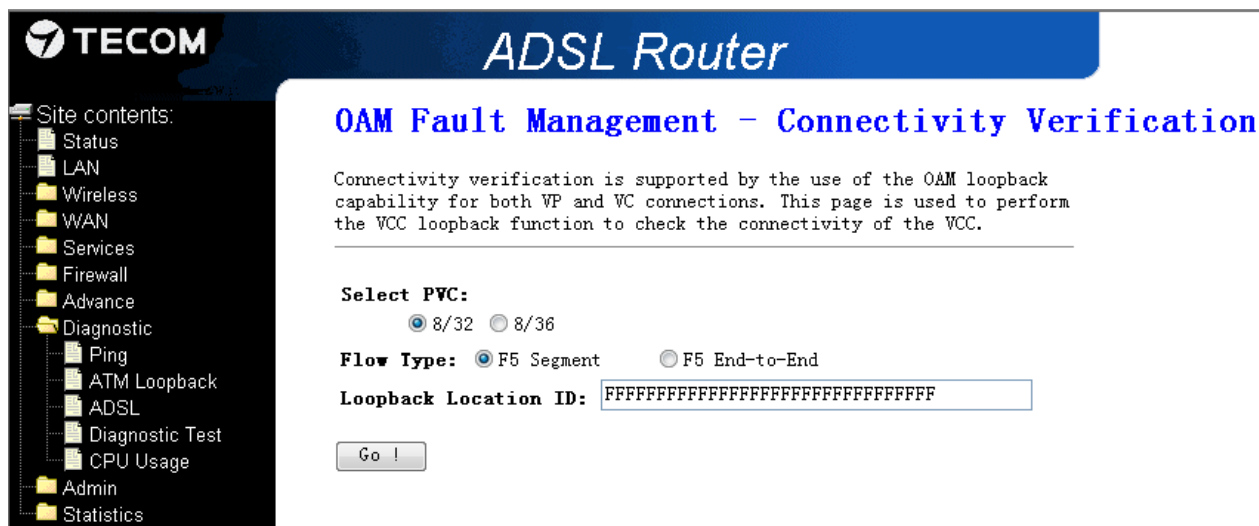 TECOM
ADSL Router
Site contents:
Status
LAN
Wireless
WAN
Services
Firewall
Advance
Diagnostic
Ping
ATM Loopback
ADSL
Diagnostic Test
CPU Usage
Admin
Statistics
OAM Fault Management - Connectivity Verification
Connectivity verification is supported by the use of the OAM loopback
capability for both VP and VC connections. This page is used to perform
the VCC loopback function to check the connectivity of the VCC.
Select PVC:
8/32 8/36
Flow Type: F5 Segment F5 End-to-End
Loopback Location ID: FFFFFFFFFFFFFFFFFFFFFFFFFFFFFFFF
Go !